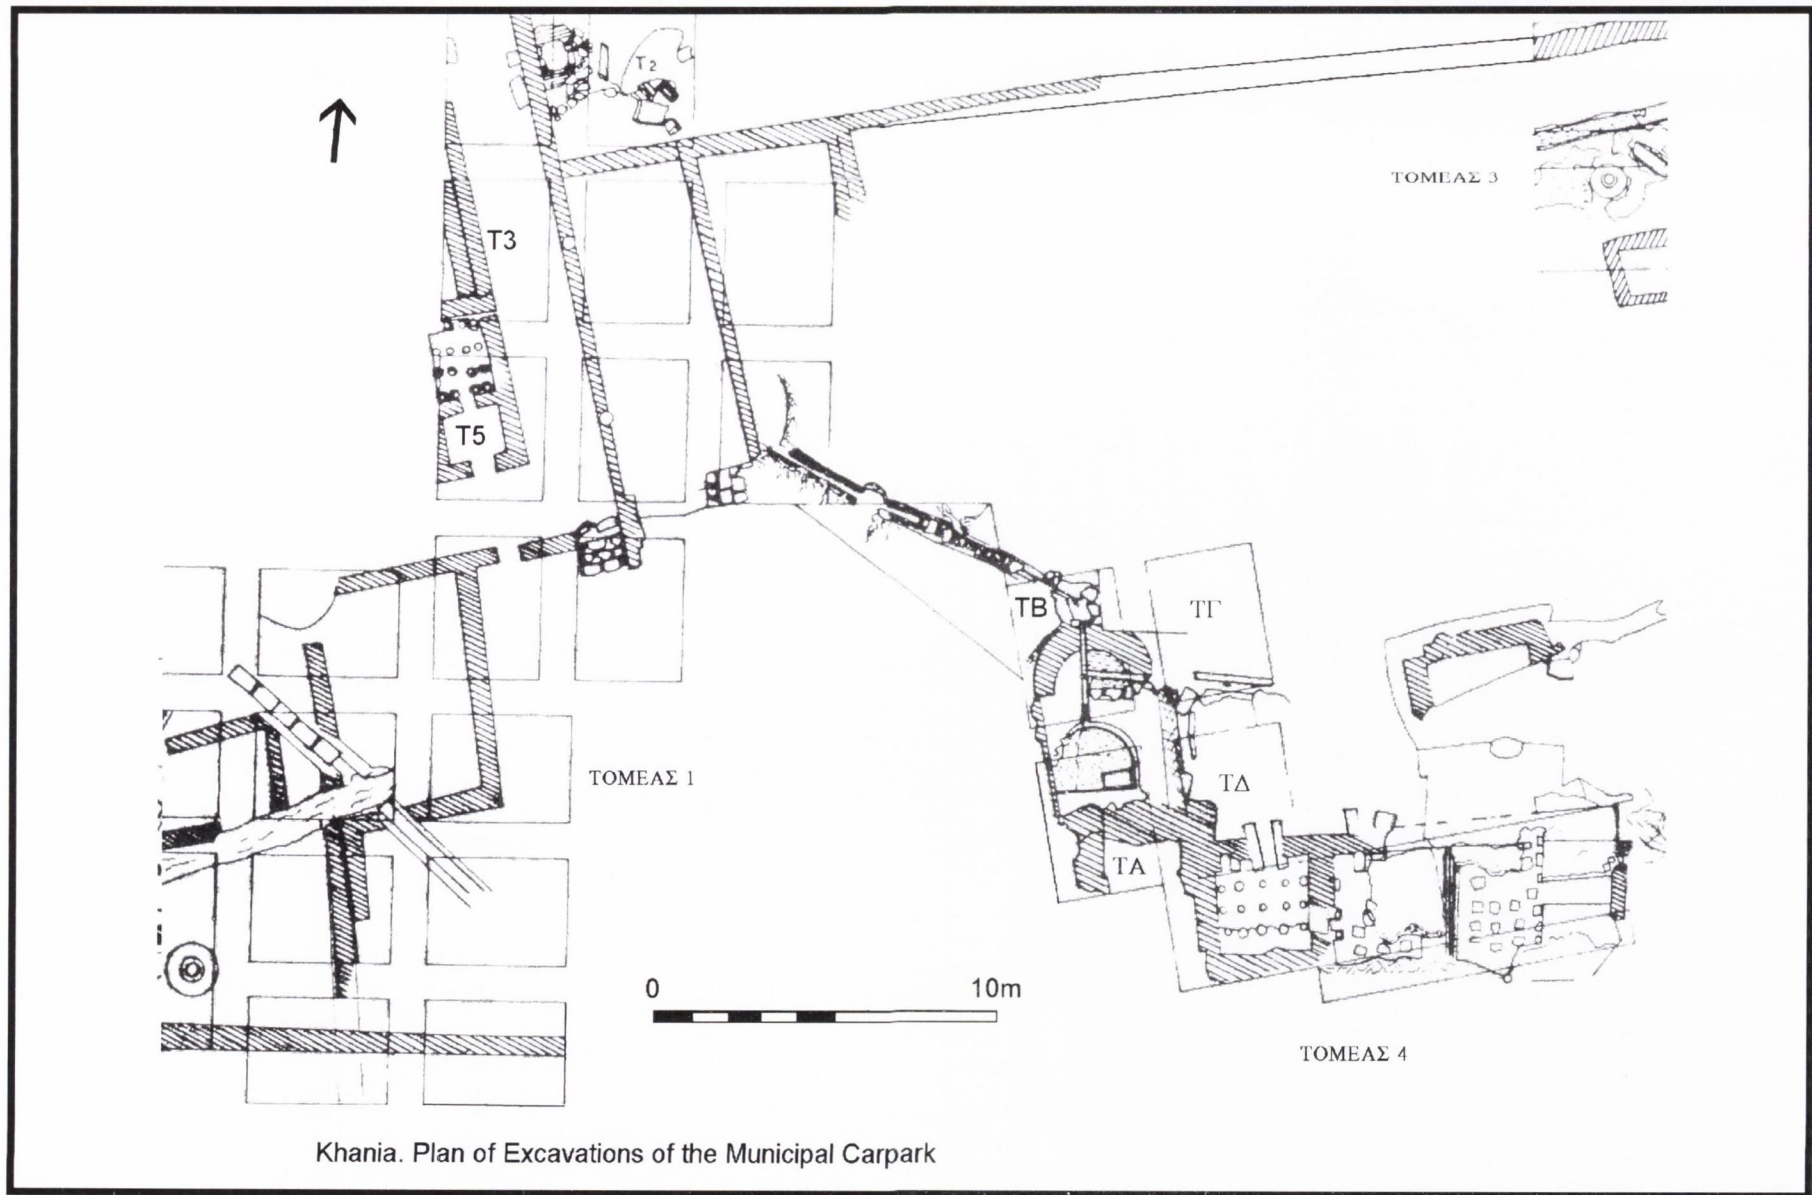 T2
ΤΟΜΕΑΣ 3
T3
T5
TB
ΤΓ
ΤΟΜΕΑΣ 1
ΤΔ
TA
0 10m
ΤΟΜΕΑΣ 4
Khania. Plan of Excavations of the Municipal Carpark